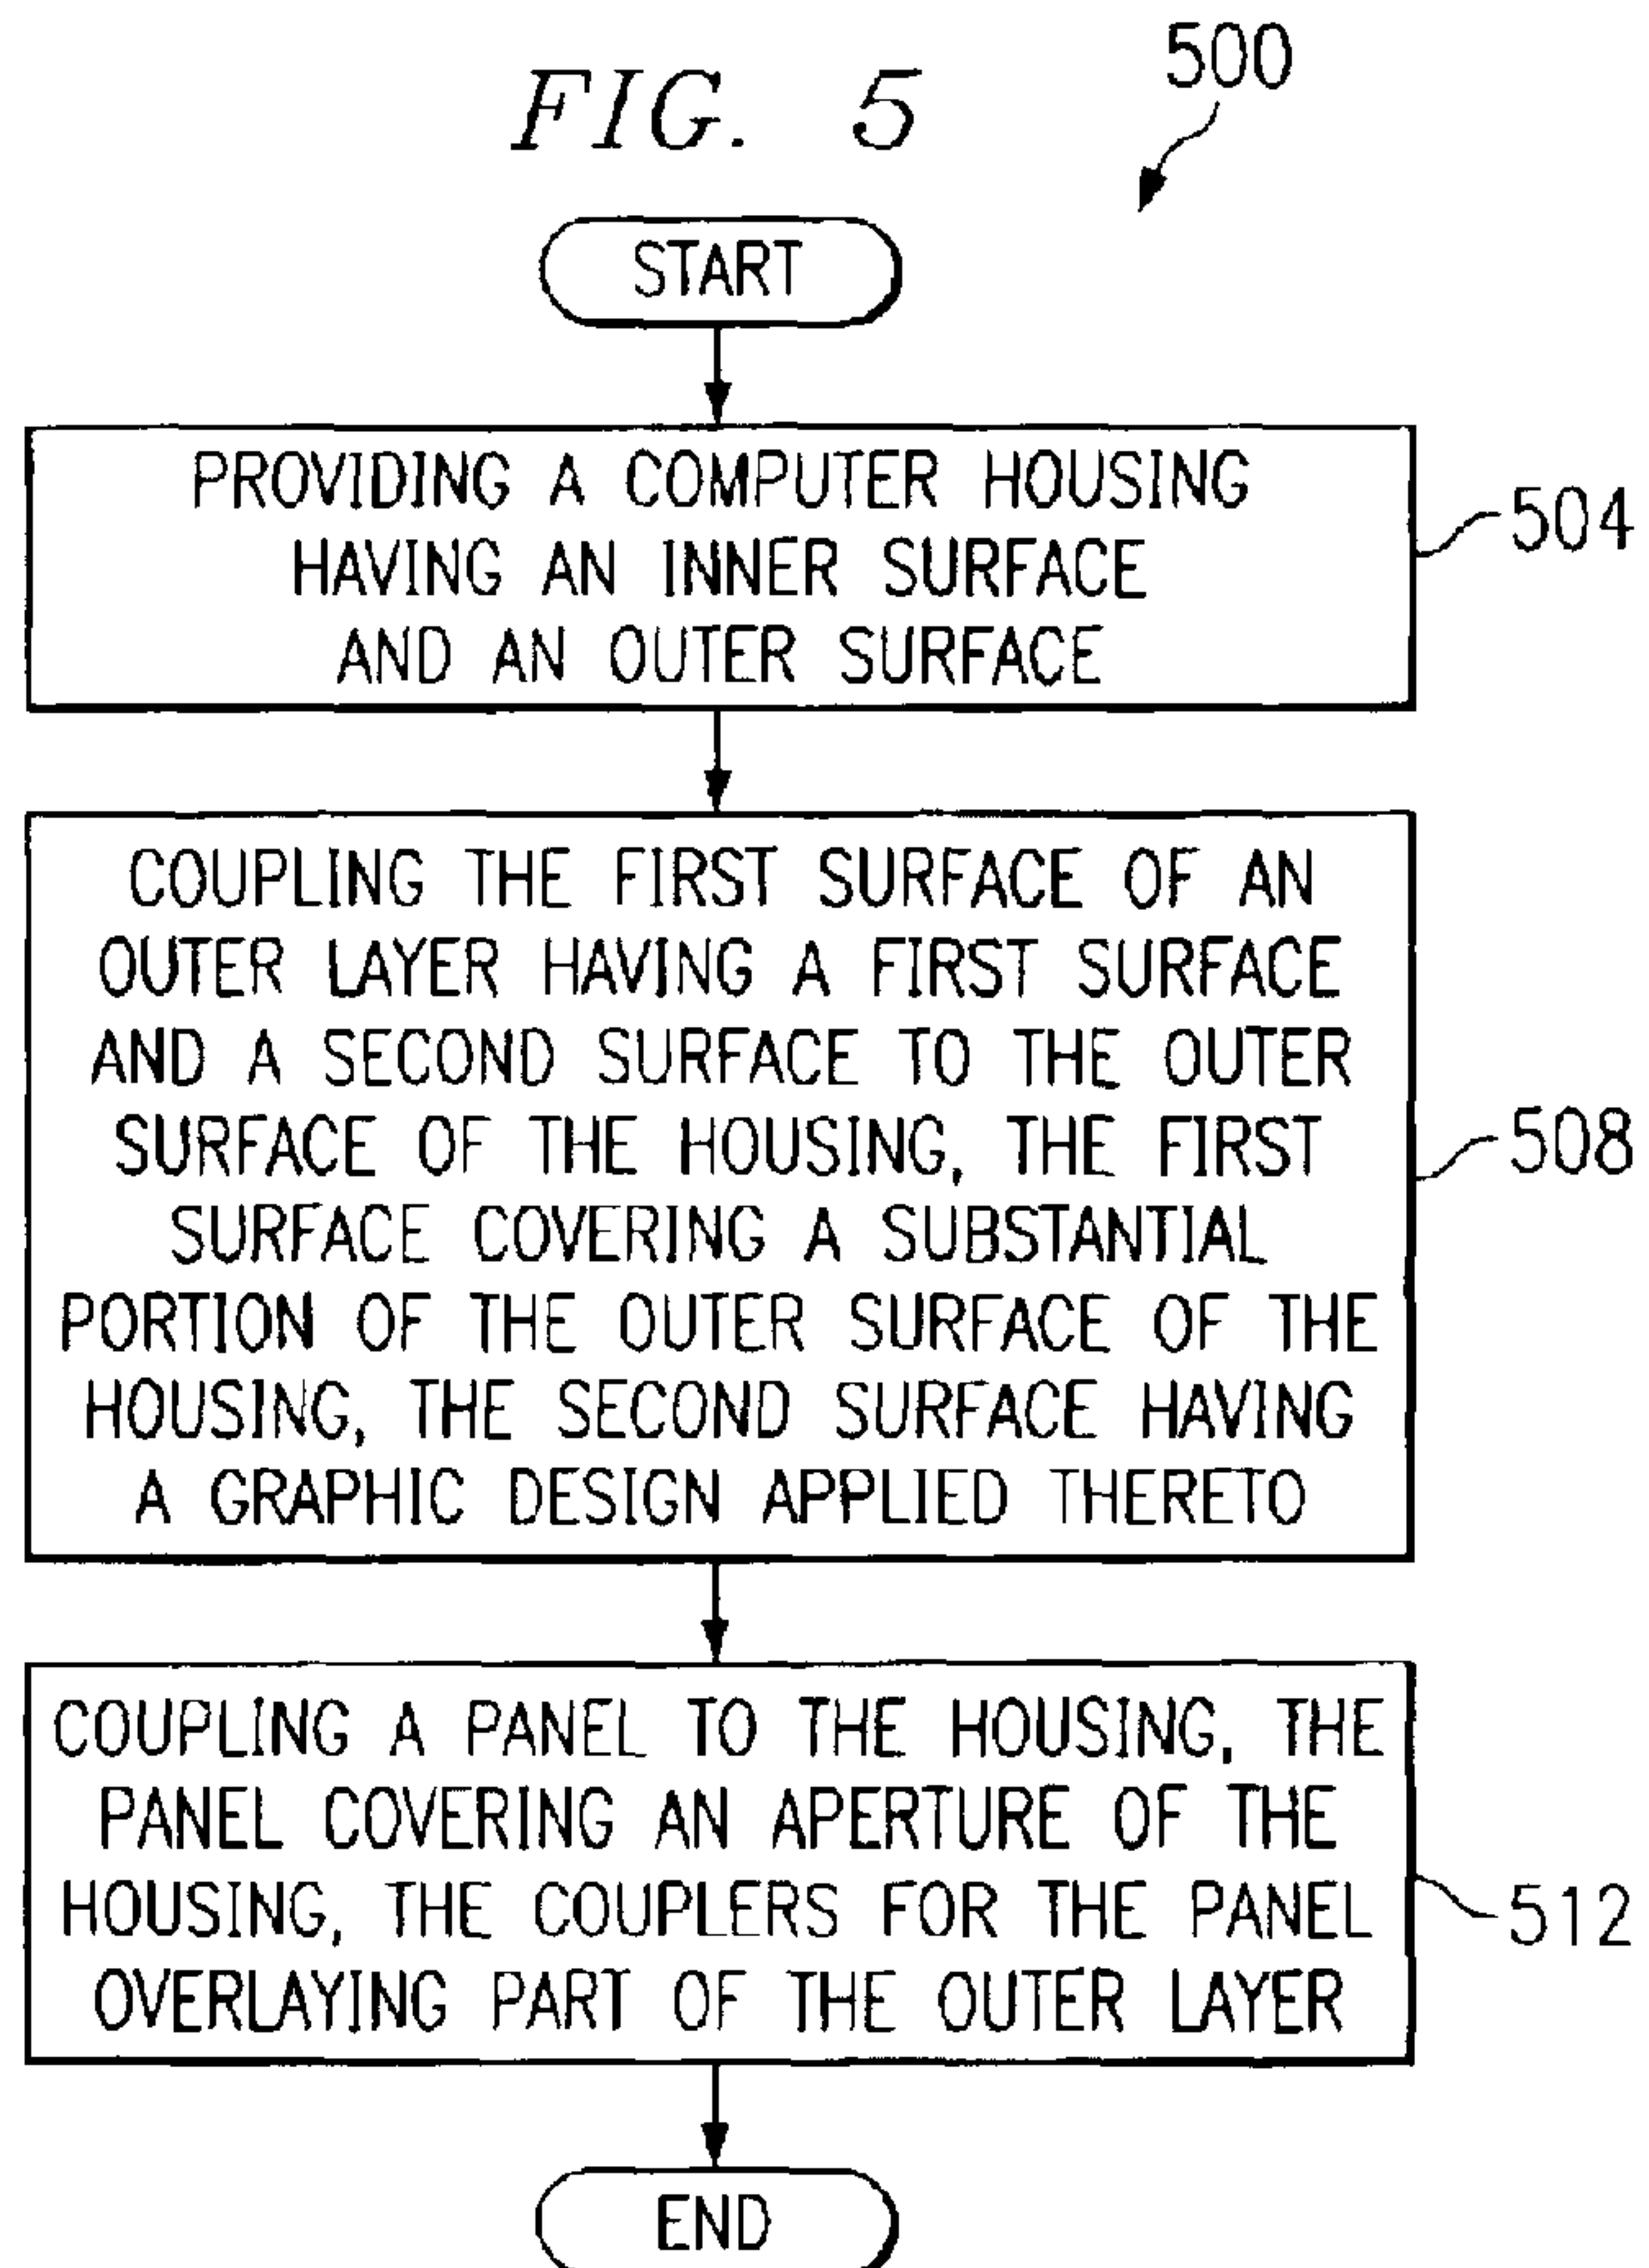 FIG. 5
500
START
PROVIDING A COMPUTER HOUSING
HAVING AN INNER SURFACE
AND AN OUTER SURFACE
504
COUPLING THE FIRST SURFACE OF AN
OUTER LAYER HAVING A FIRST SURFACE
AND A SECOND SURFACE TO THE OUTER
SURFACE OF THE HOUSING, THE FIRST
SURFACE COVERING A SUBSTANTIAL
PORTION OF THE OUTER SURFACE OF THE
HOUSING, THE SECOND SURFACE HAVING
A GRAPHIC DESIGN APPLIED THERETO
508
COUPLING A PANEL TO THE HOUSING, THE
PANEL COVERING AN APERTURE OF THE
HOUSING, THE COUPLERS FOR THE PANEL
OVERLAYING PART OF THE OUTER LAYER
512
END